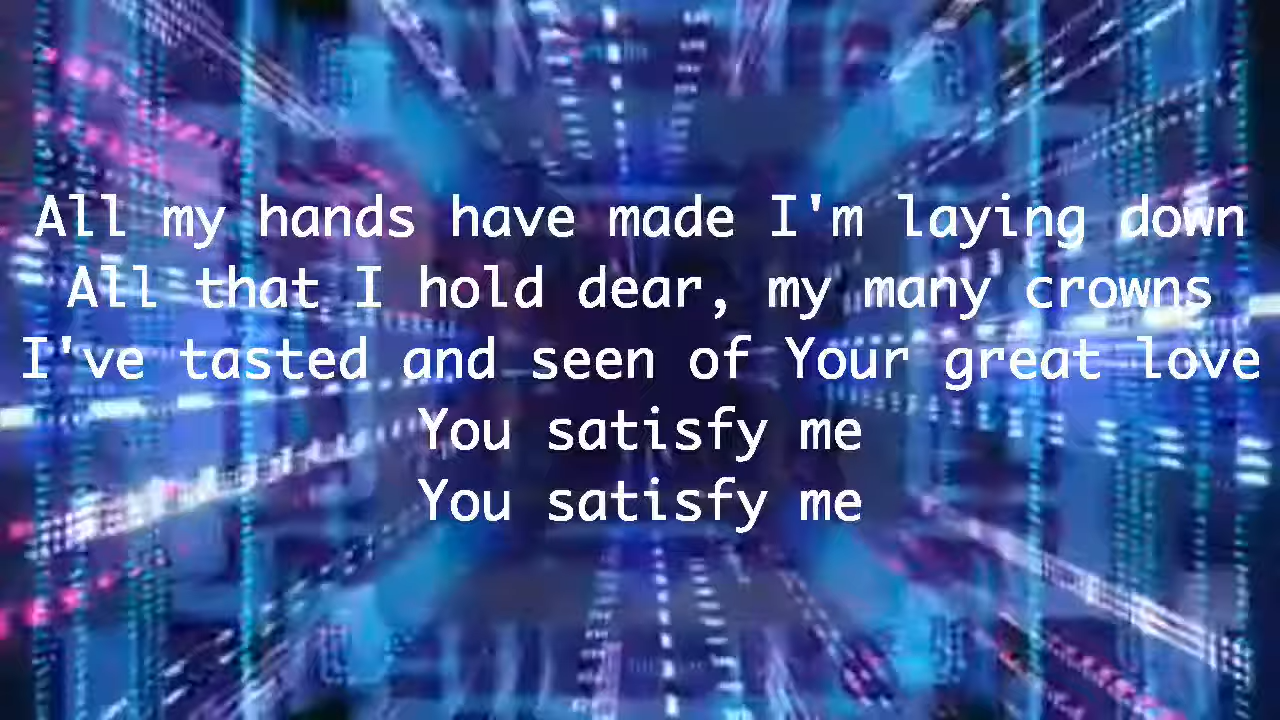 All my hands have made I'm laying down
All that I hold dear, my many crowns
I've tasted and seen of Your great love
You satisfy me
You satisfy me